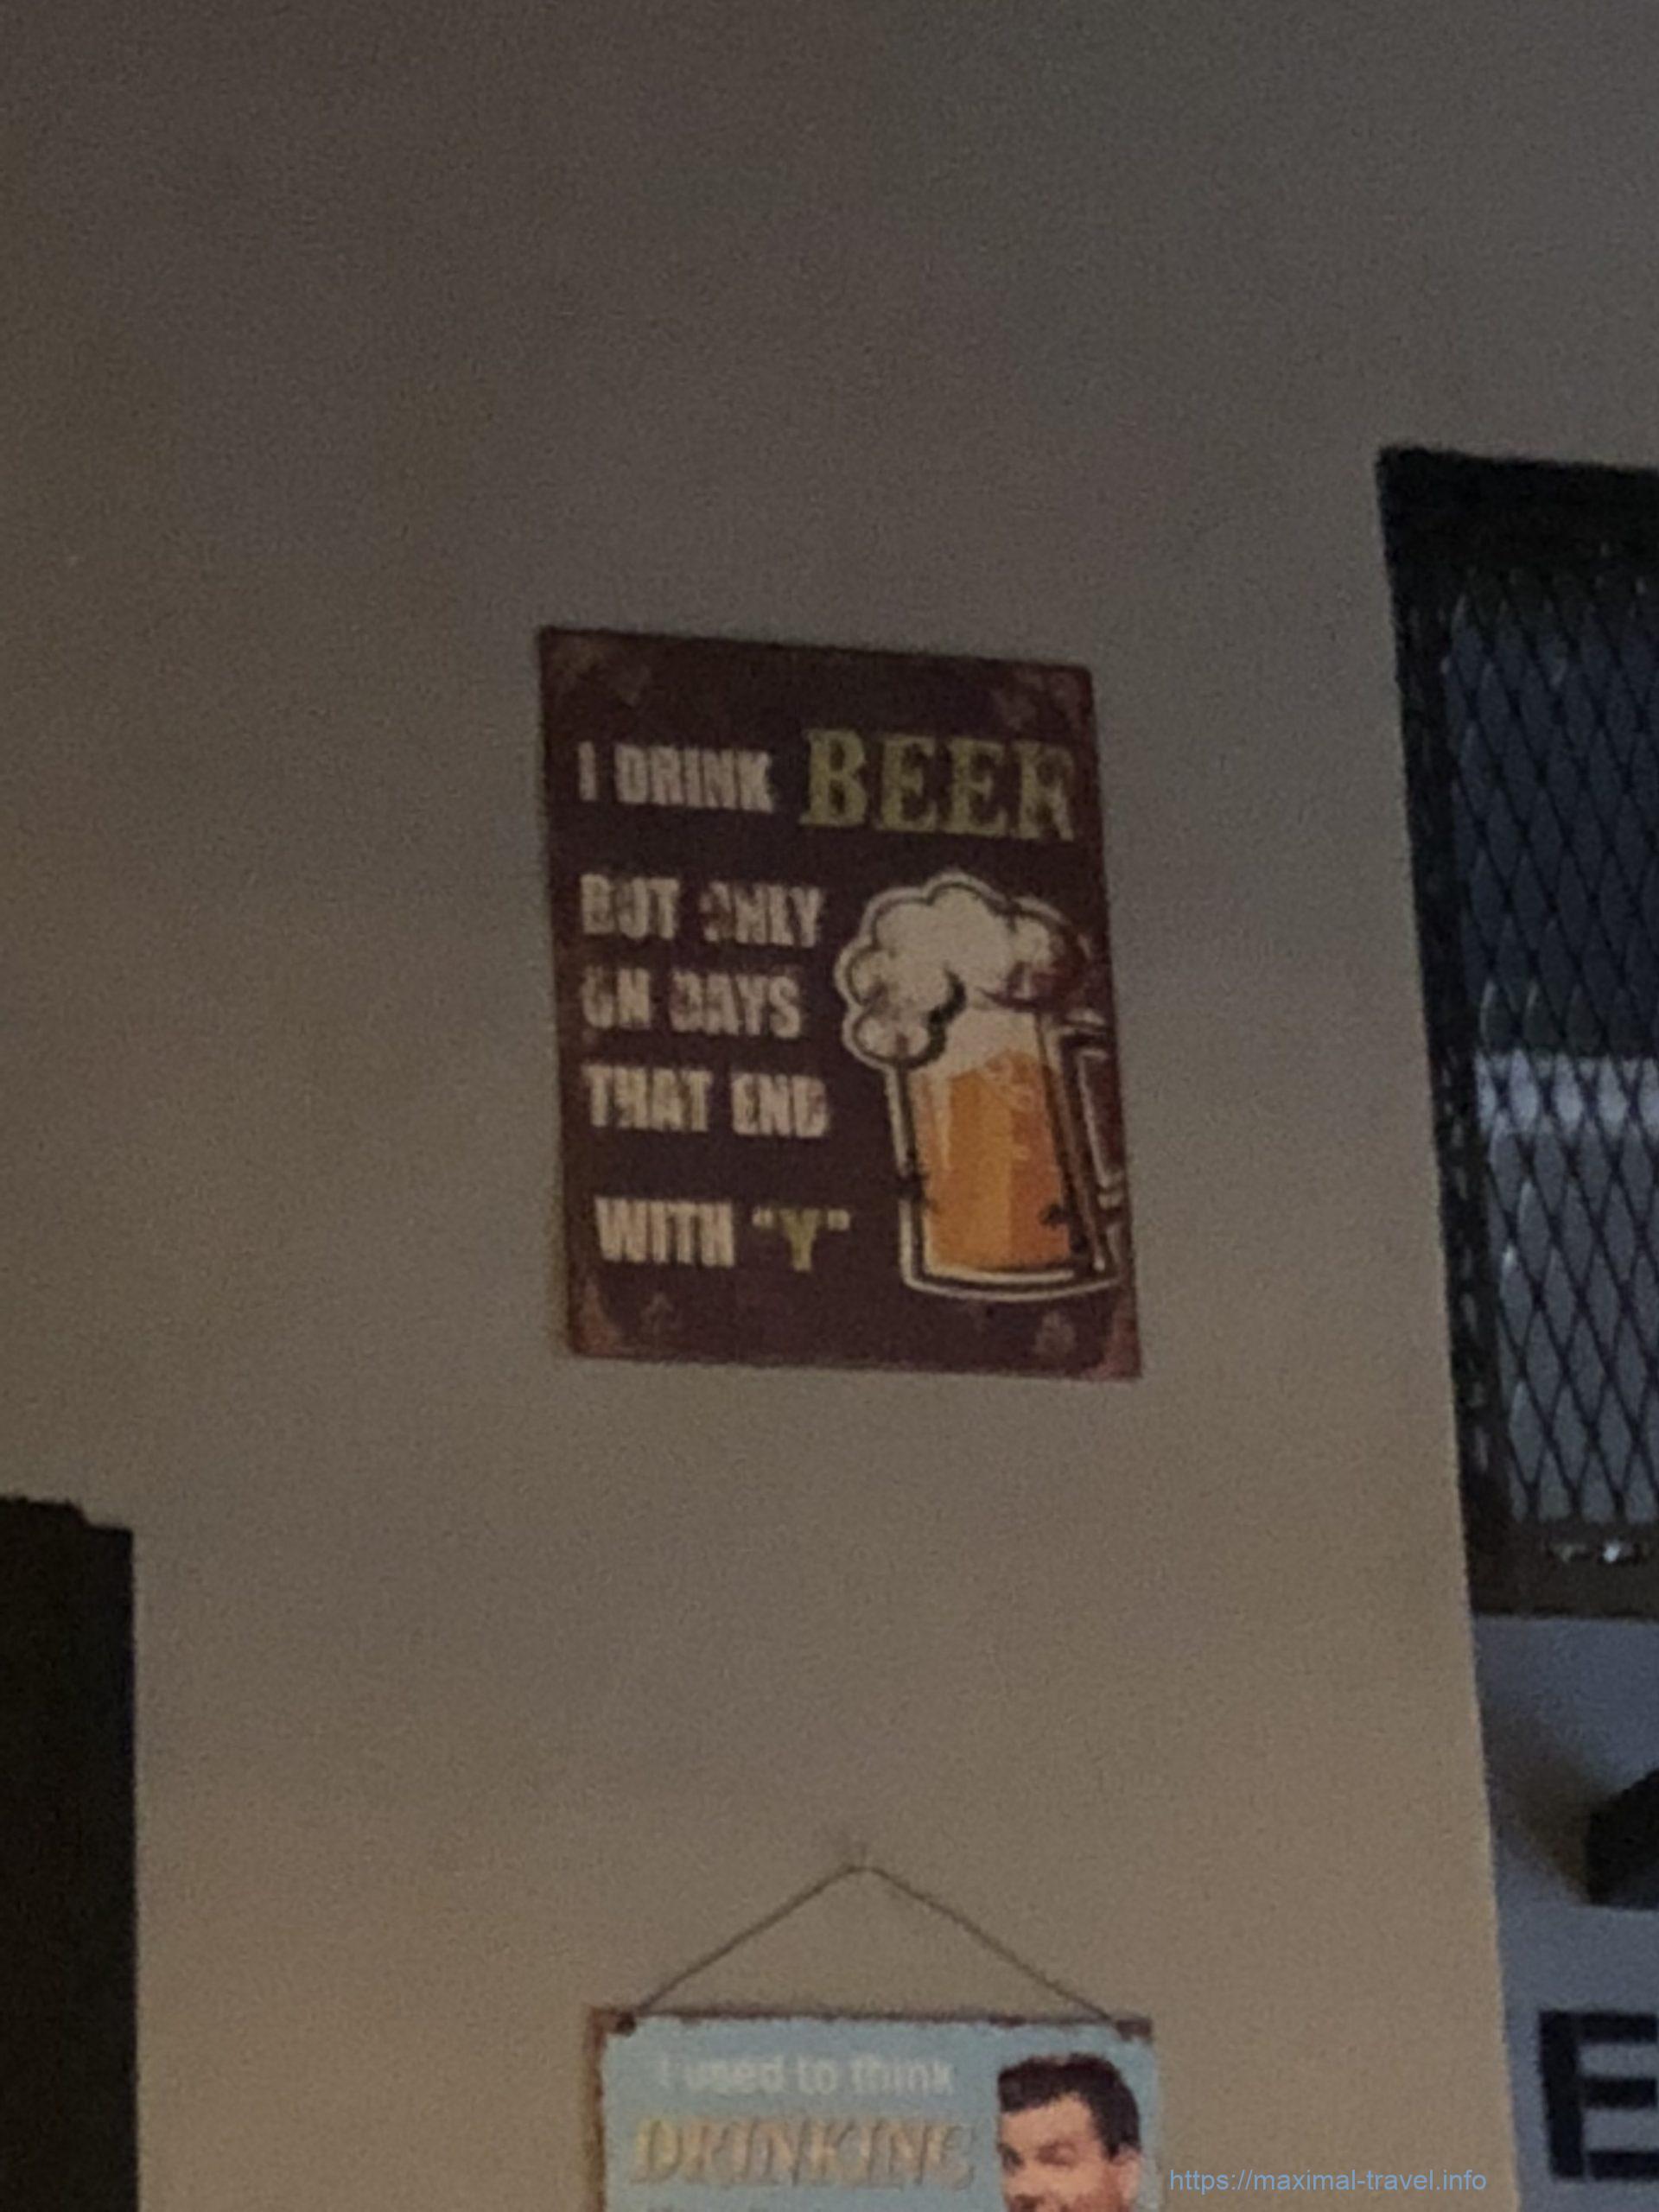 I DRINK BEER
BUT ONLY
ON DAYS
THAT END
WITH "Y"
I used to think
DRINKING
E
https://maximal-travel.info